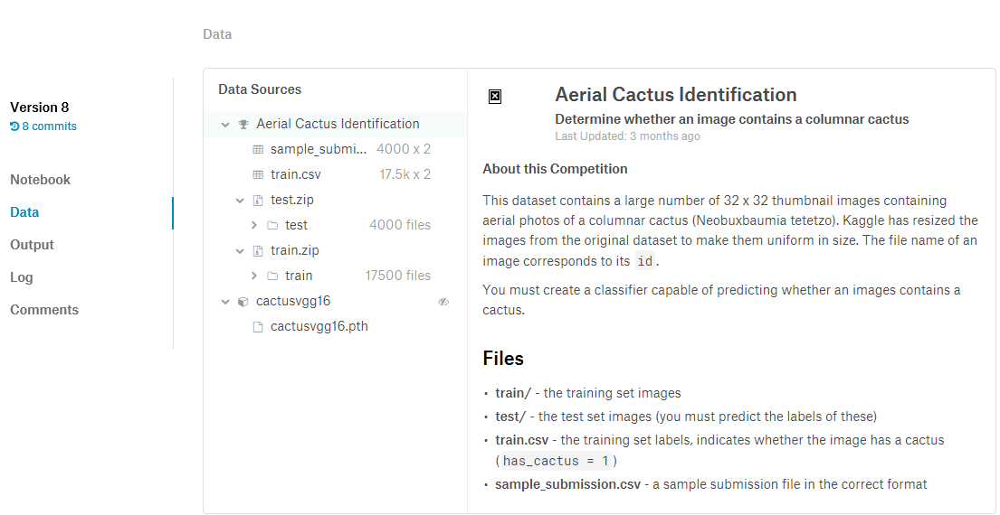 Data
Version 8
8 commits
Notebook
Data
Output
Log
Comments
Data Sources
Aerial Cactus Identification
sample_submi... 4000 x 2
train.csv 17.5k x 2
test.zip
test 4000 files
train.zip
train 17500 files
cactusvgg16
cactusvgg16.pth
Aerial Cactus Identification
Determine whether an image contains a columnar cactus
Last Updated: 3 months ago
About this Competition
This dataset contains a large number of 32 x 32 thumbnail images containing
aerial photos of a columnar cactus (Neobuxbaumia tetetzo). Kaggle has resized the
images from the original dataset to make them uniform in size. The file name of an
image corresponds to its id.
You must create a classifier capable of predicting whether an images contains a
cactus.
Files
• train/ - the training set images
• test/ - the test set images (you must predict the labels of these)
• train.csv - the training set labels, indicates whether the image has a cactus
(has_cactus = 1)
• sample_submission.csv - a sample submission file in the correct format